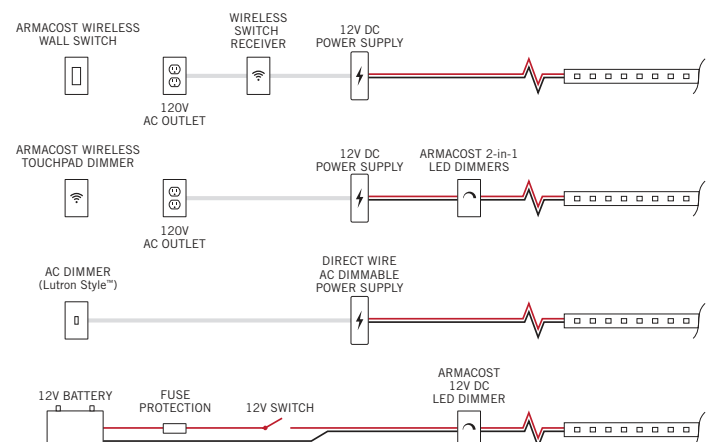 ARMACOST WIRELESS
WALL SWITCH
WIRELESS
SWITCH
RECEIVER
12V DC
POWER SUPPLY
120V
AC OUTLET
ARMACOST WIRELESS
TOUCHPAD DIMMER
12V DC
POWER SUPPLY
ARMACOST 2-in-1
LED DIMMERS
120V
AC OUTLET
AC DIMMER
(Lutron Style™)
DIRECT WIRE
AC DIMMABLE
POWER SUPPLY
12V BATTERY
FUSE
PROTECTION
12V SWITCH
ARMACOST
12V DC
LED DIMMER